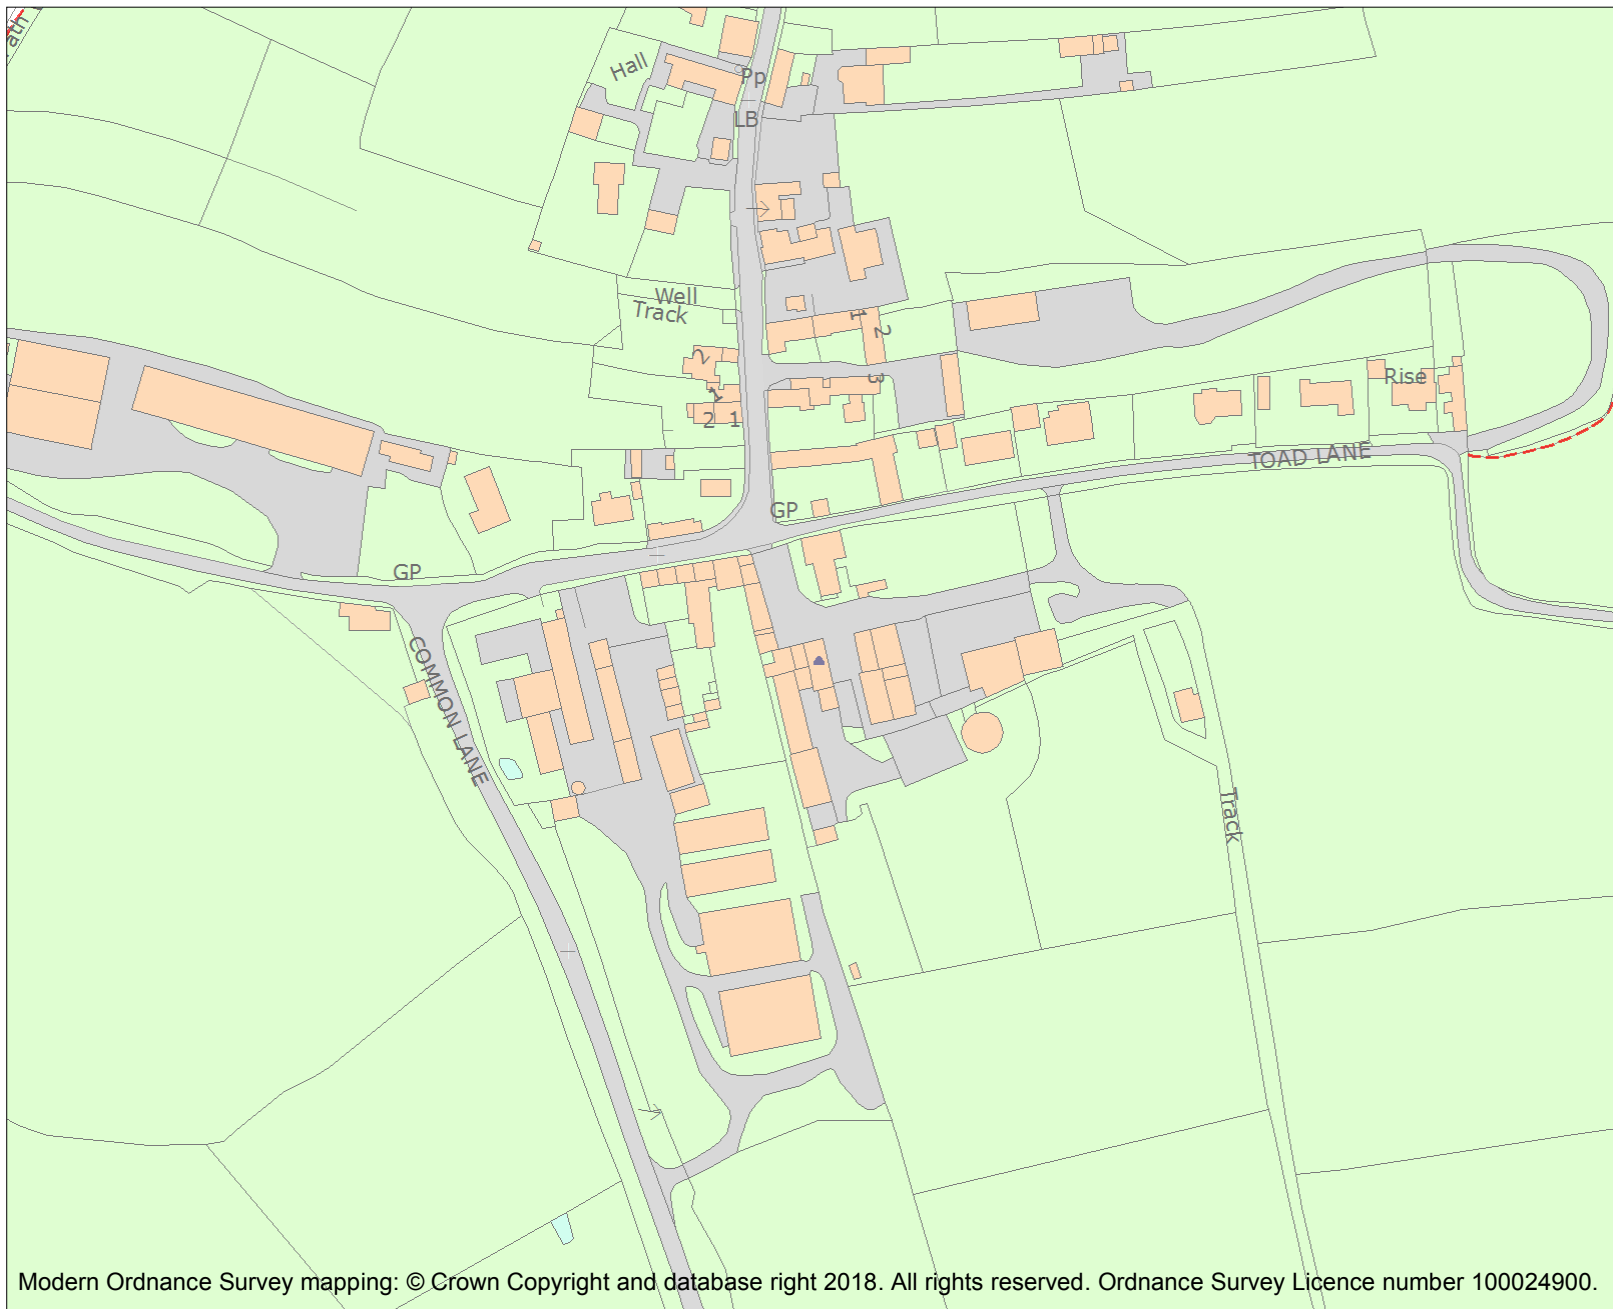 ath
Hall
Pp
LB
Well
Track
1
2
2
3
1
2 1
Rise
TOAD LANE
GP
GP
COMMON LANE
Track
Modern Ordnance Survey mapping: © Crown Copyright and database right 2018. All rights reserved. Ordnance Survey Licence number 100024900.